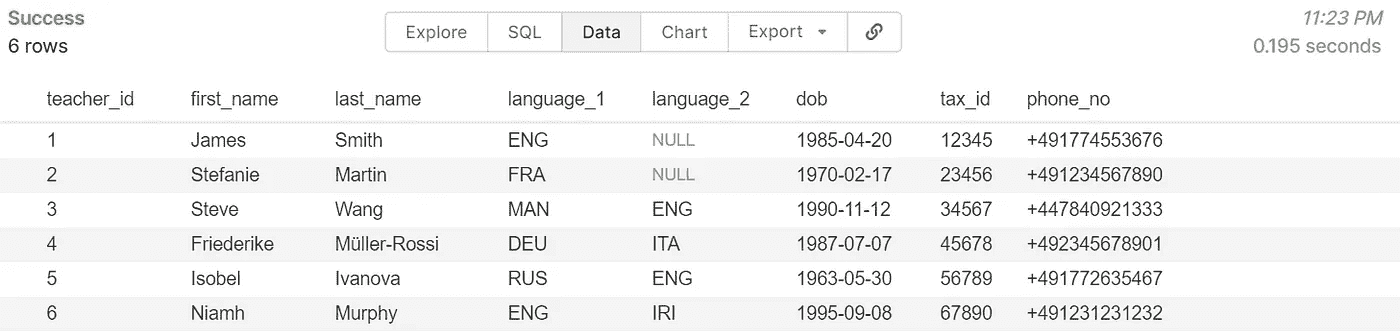 Success 11:23 PM
6 rows Explore SQL Data Chart Export 0.195 seconds
teacher_id first_name last_name language_1 language_2 dob tax_id phone_no
1 James Smith ENG NULL 1985-04-20 12345 +491774553676
2 Stefanie Martin FRA NULL 1970-02-17 23456 +491234567890
3 Steve Wang MAN ENG 1990-11-12 34567 +447840921333
4 Friederike Müller-Rossi DEU ITA 1987-07-07 45678 +492345678901
5 Isobel Ivanova RUS ENG 1963-05-30 56789 +491772635467
6 Niamh Murphy ENG IRI 1995-09-08 67890 +491231231232